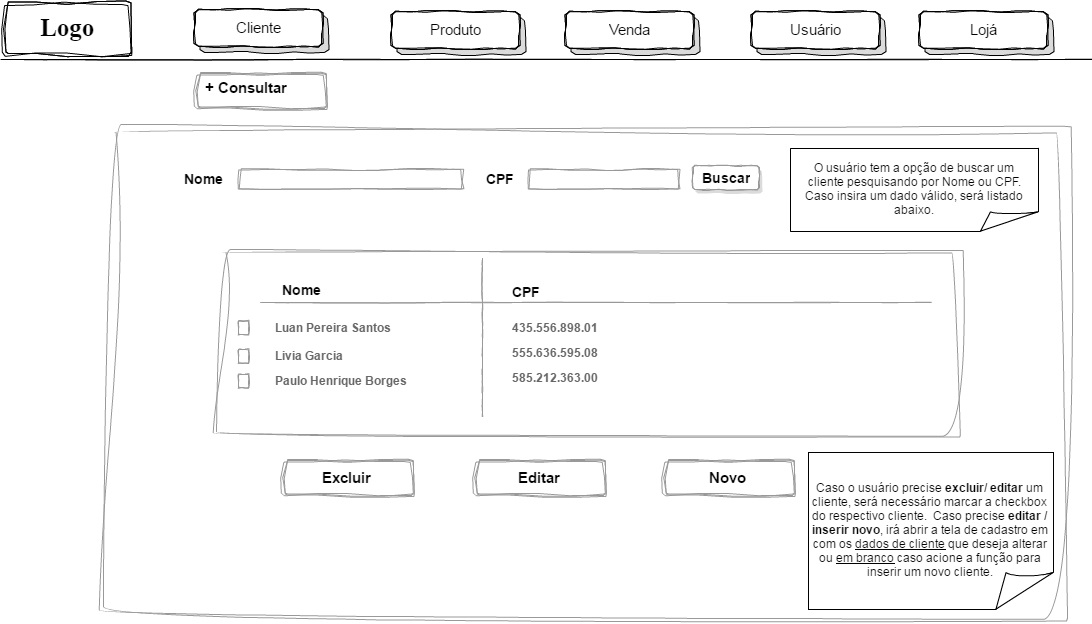 Logo
Cliente
Produto
Venda
Usuário
Lojá
+ Consultar
Nome
CPF
Buscar
O usuário tem a opção de buscar um
cliente pesquisando por Nome ou CPF.
Caso insira um dado válido, será listado
abaixo.
Nome
CPF
Luan Pereira Santos
435.556.898.01
Livia Garcia
555.636.595.08
Paulo Henrique Borges
585.212.363.00
Excluir
Editar
Novo
Caso o usuário precise excluir/ editar um
cliente, será necessário marcar a checkbox
do respectivo cliente. Caso precise editar /
inserir novo, irá abrir a tela de cadastro em
com os dados de cliente que deseja alterar
ou em branco caso acione a função para
inserir um novo cliente.